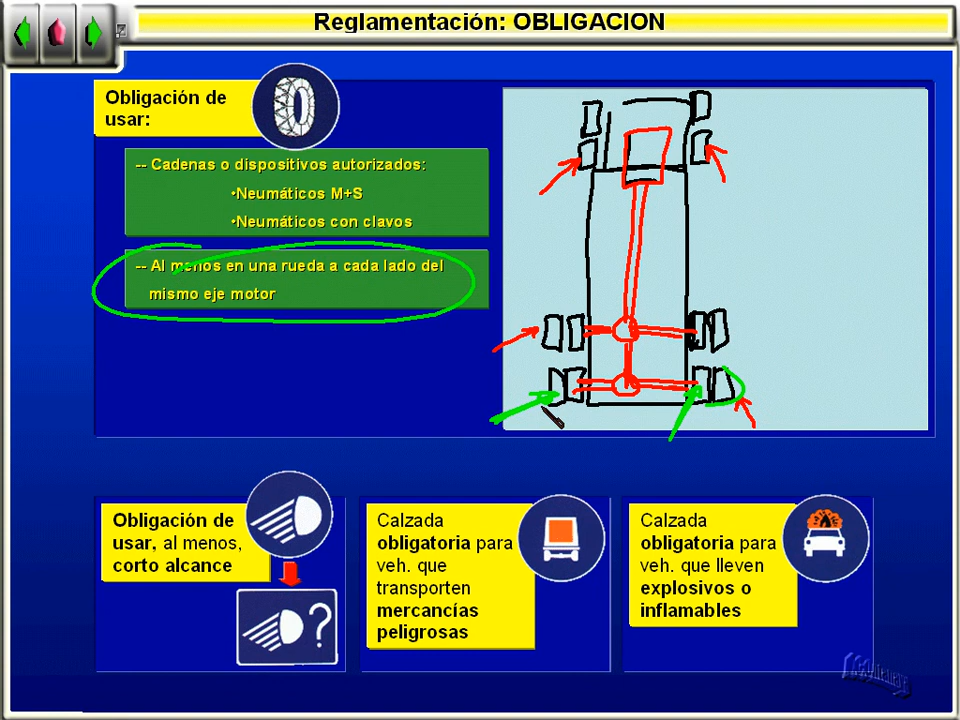 Reglamentación: OBLIGACION
Obligación de
usar:
-- Cadenas o dispositivos autorizados:
•Neumáticos M+S
•Neumáticos con clavos
-- Al menos en una rueda a cada lado del
mismo eje motor
Obligación de
usar, al menos,
corto alcance
?
Calzada
obligatoria para
veh. que
transporten
mercancías
peligrosas
Calzada
obligatoria para
veh. que lleven
explosivos o
inflamables